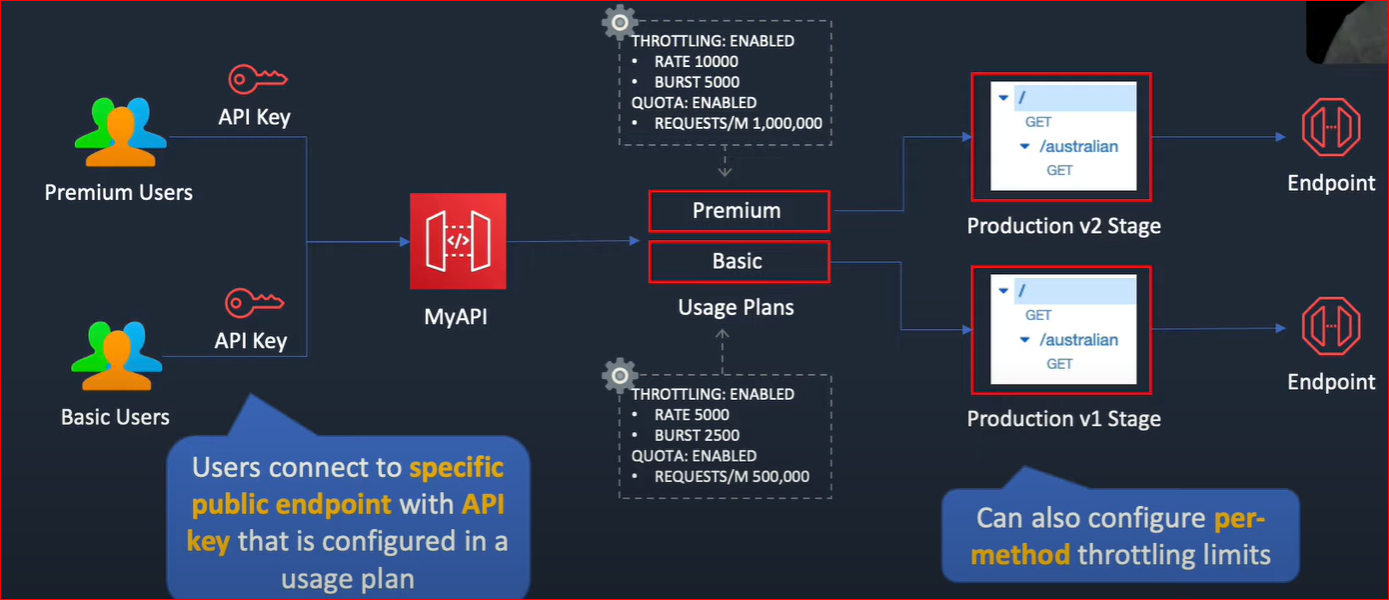 API Key
Premium Users
API Key
Basic Users
Users connect to specific
public endpoint with API
key that is configured in a
usage plan
MyAPI
THROTTLING: ENABLED
• RATE 10000
• BURST 5000
QUOTA: ENABLED
• REQUESTS/M 1,000,000
Premium
Basic
Usage Plans
THROTTLING: ENABLED
• RATE 5000
• BURST 2500
QUOTA: ENABLED
• REQUESTS/M 500,000
/
GET
/australian
GET
Production v2 Stage
/
GET
/australian
GET
Production v1 Stage
Endpoint
Endpoint
Can also configure per-
method throttling limits